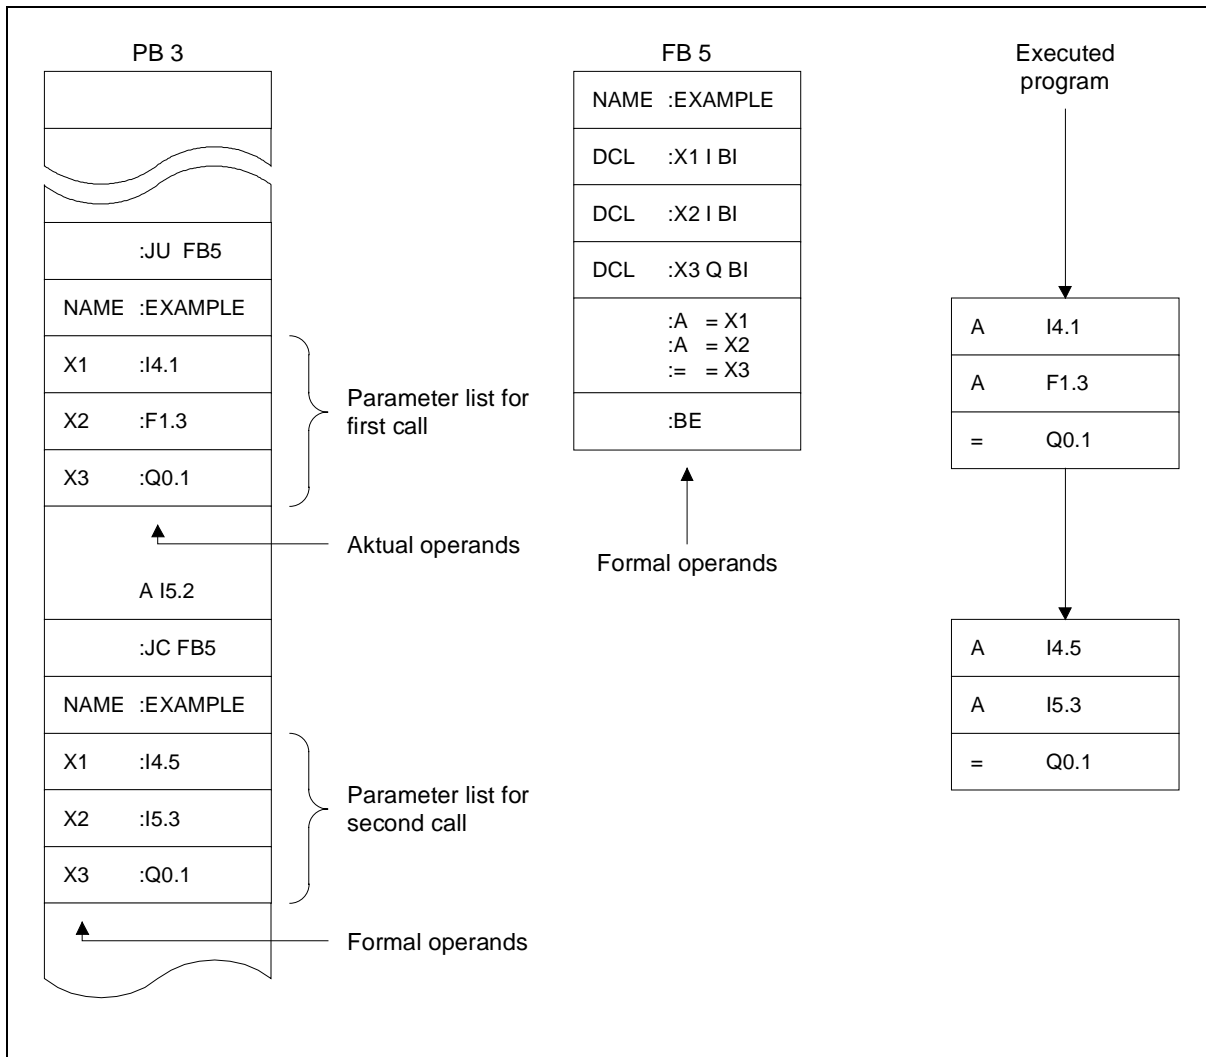 PB 3
:JU FB5
NAME :EXAMPLE
X1 :I4.1
X2 :F1.3
X3 :Q0.1
Parameter list for
first call
Aktual operands
A I5.2
:JC FB5
NAME :EXAMPLE
X1 :I4.5
X2 :I5.3
X3 :Q0.1
Parameter list for
second call
Formal operands
FB 5
NAME :EXAMPLE
DCL :X1 I BI
DCL :X2 I BI
DCL :X3 Q BI
:A = X1
:A = X2
:= = X3
:BE
Formal operands
Executed
program
A I4.1
A F1.3
= Q0.1
A I4.5
A I5.3
= Q0.1